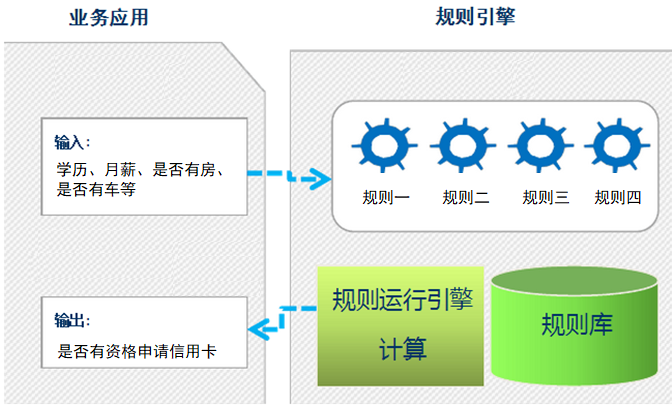 业务应用
规则引擎
输入：
学历、月薪、是否有房、
是否有车等
规则一
规则二
规则三
规则四
输出：
是否有资格申请信用卡
规则运行引擎
计算
规则库